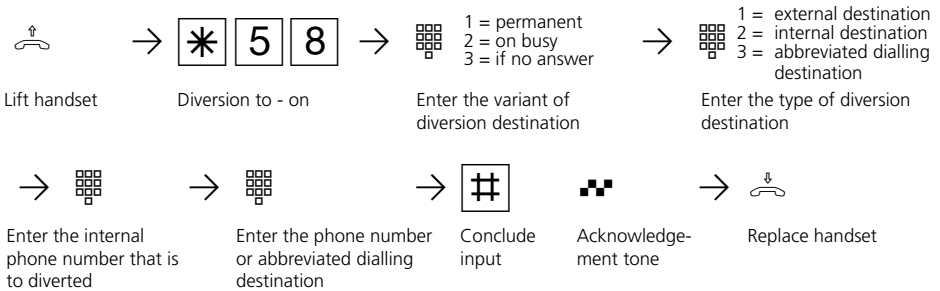 1 = permanent
2 = on busy
3 = if no answer
1 = external destination
2 = internal destination
3 = abbreviated dialling
destination
* 5 8
Lift handset
Diversion to - on
Enter the variant of
diversion destination
Enter the type of diversion
destination
#
Enter the internal
phone number that is
to diverted
Enter the phone number
or abbreviated dialling
destination
Conclude
input
Acknowledge-
ment tone
Replace handset